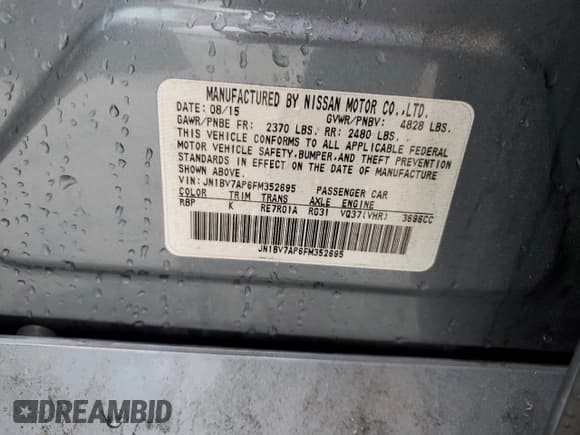 MANUFACTURED BY NISSAN MOTOR CO.,LTD.
DATE: 08/15 GVWR/PNBV: 4828 LBS.
GAWR/PNBE FR: 2370 LBS. RR: 2480 LBS.
THIS VEHICLE CONFORMS TO ALL APPLICABLE FEDERAL
MOTOR VEHICLE SAFETY,BUMPER,AND THEFT PREVENTION
STANDARDS IN EFFECT ON THE DATE OF MANUFACTURE
SHOWN ABOVE.
VIN: JN1BV7AP6FM352695 PASSENGER CAR
COLOR TRIM TRANS AXLE ENGINE
RBP K RE7R01A RG31 VQ37(VHR) 3696CC
JN1BV7AP6FM352695
DREAMBID